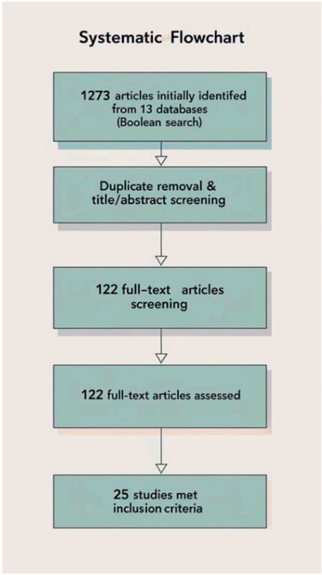 Systematic Flowchart
1273 articles initially identifed
from 13 databases
(Boolean search)
Duplicate removal &
title/abstract screening
122 full-text articles
screening
122 full-text articles assessed
25 studies met
inclusion criteria